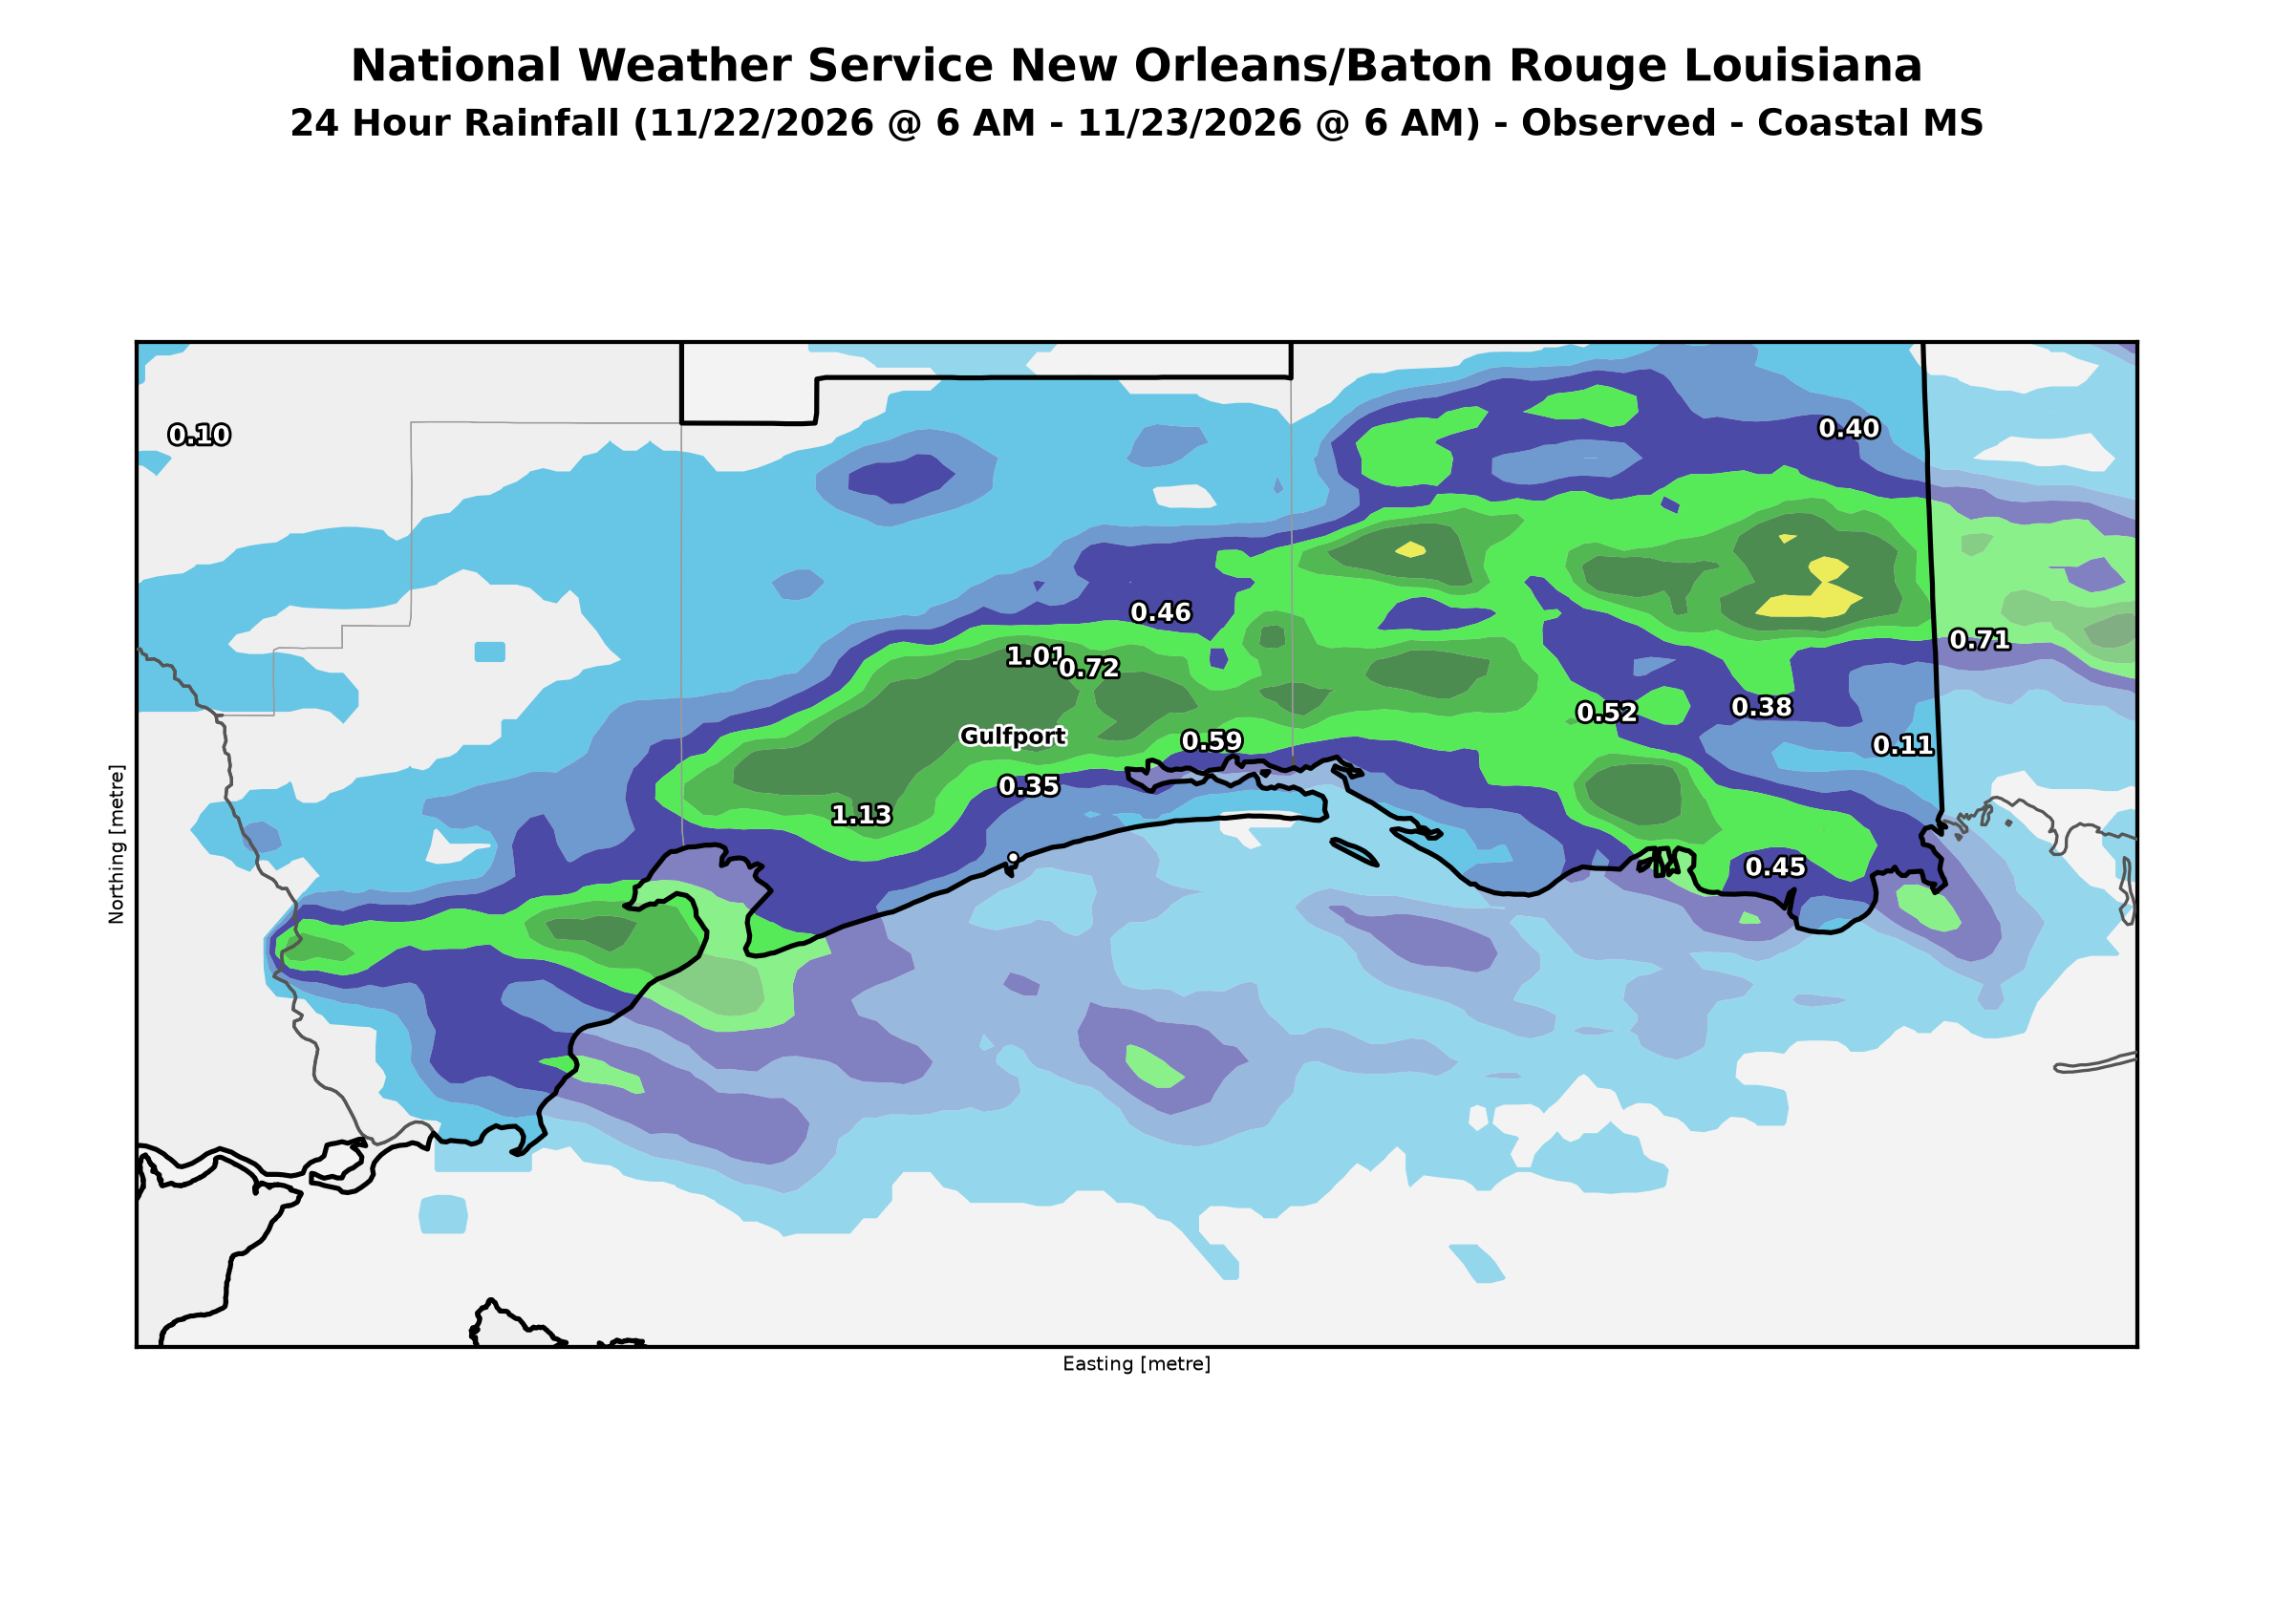 National Weather Service New Orleans/Baton Rouge Louisiana
24 Hour Rainfall (11/22/2026 @ 6 AM - 11/23/2026 @ 6 AM) - Observed - Coastal MS
0.10
0.40
0.46
1.01
0.72
0.71
0.52
0.38
Gulfport
0.59
0.11
0.35
1.13
0.45
Northing [metre]
Easting [metre]